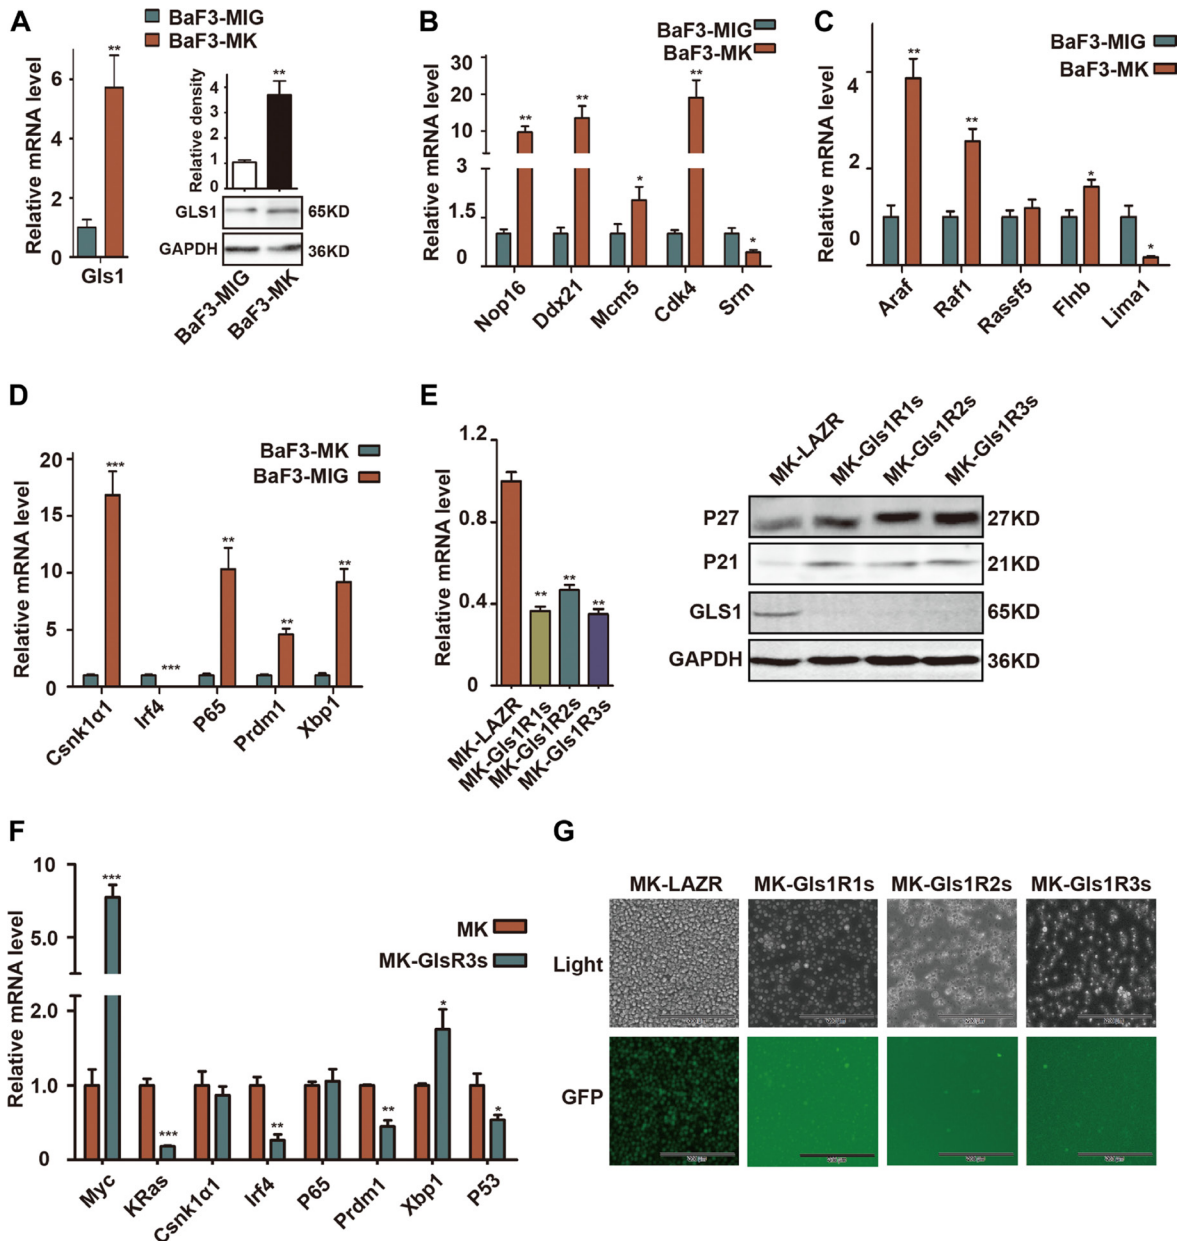 A
BaF3-MIG
BaF3-MK
Relative mRNA level
6
4
2
0
**
Gls1
Relative density
4
3
2
1
0
**
GLS1
65KD
GAPDH
36KD
BaF3-MIG
BaF3-MK
B
BaF3-MIG
BaF3-MK
Relative mRNA level
30
20
10
3
1.5
0
**
**
*
**
*
Nop16
Ddx21
Mcm5
Cdk4
Srm
C
BaF3-MIG
BaF3-MK
Relative mRNA level
4
2
0
**
**
*
*
Araf
Raf1
Rassf5
Flnb
Lima1
D
BaF3-MK
BaF3-MIG
Relative mRNA level
20
15
10
5
0
***
***
**
**
**
Csnk1α1
Irf4
P65
Prdm1
Xbp1
E
Relative mRNA level
1.2
0.8
0.4
0.0
**
**
**
MK-LAZR
MK-Gls1R1s
MK-Gls1R2s
MK-Gls1R3s
MK-LAZR
MK-Gls1R1s
MK-Gls1R2s
MK-Gls1R3s
P27
27KD
P21
21KD
GLS1
65KD
GAPDH
36KD
F
MK
MK-GlsR3s
Relative mRNA level
10
5.0
2.0
1.0
0
***
***
**
**
*
*
Myc
KRas
Csnk1α1
Irf4
P65
Prdm1
Xbp1
P53
G
MK-LAZR
MK-Gls1R1s
MK-Gls1R2s
MK-Gls1R3s
Light
GFP